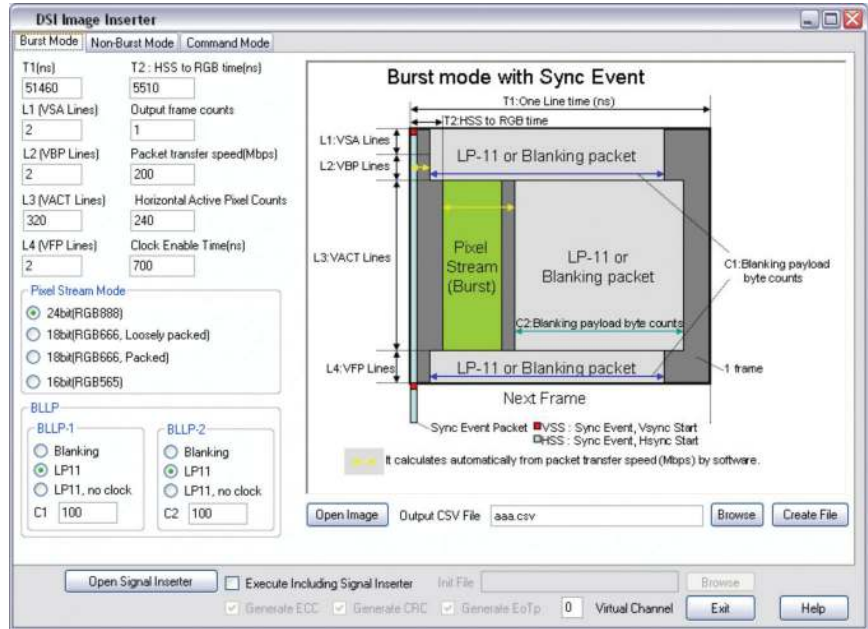 DSI Image Inserter
Burst Mode Non-Burst Mode Command Mode
T1(ns) T2 : HSS to RGB time(ns)
51460 5510
L1 (VSA Lines) Output frame counts
2 1
L2 (VBP Lines) Packet transfer speed(Mbps)
2 200
L3 (VACT Lines) Horizontal Active Pixel Counts
320 240
L4 (VFP Lines) Clock Enable Time(ns)
2 700
Pixel Stream Mode
24bit(RGB888)
18bit(RGB666, Loosely packed)
18bit(RGB666, Packed)
16bit(RGB565)
BLLP
BLLP-1 BLLP-2
Blanking Blanking
LP11 LP11
LP11, no clock LP11, no clock
C1 100 C2 100
Burst mode with Sync Event
T1:One Line time (ns)
T2:HSS to RGB time
L1:VSA Lines
LP-11 or Blanking packet
L2:VBP Lines
L3:VACT Lines
Pixel
Stream
(Burst)
LP-11 or
Blanking packet
C1:Blanking payload
byte counts
C2:Blanking payload byte counts
L4:VFP Lines
LP-11 or Blanking packet
1 frame
Next Frame
Sync Event Packet VSS : Sync Event, Vsync Start
HSS : Sync Event, Hsync Start
It calculates automatically from packet transfer speed (Mbps) by software.
Open Image Output CSV File aaa.csv Browse Create File
Open Signal Inserter Execute Including Signal Inserter Init File Browse
Generate ECC Generate CRC Generate EoTp 0 Virtual Channel Exit Help